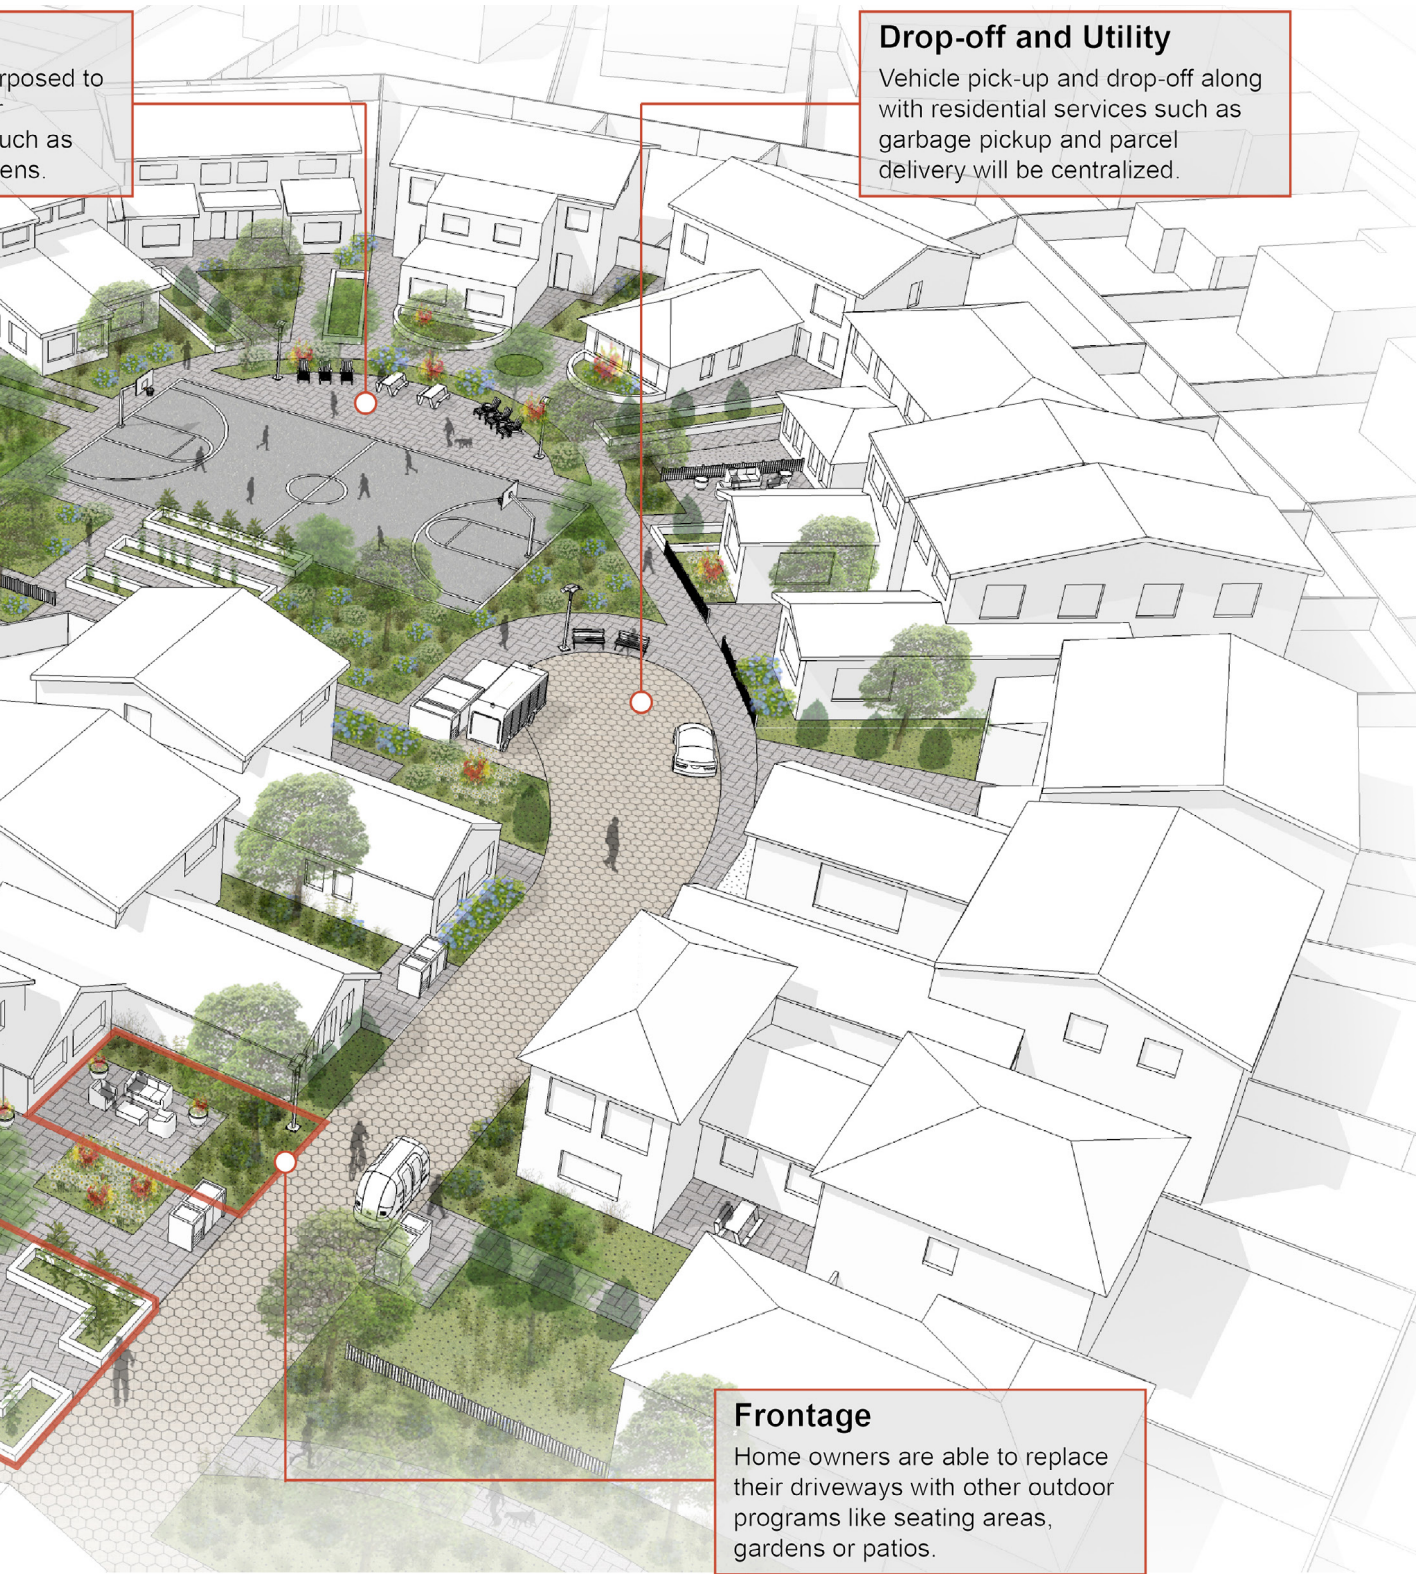 rposed to
uch as
ens.
Drop-off and Utility
Vehicle pick-up and drop-off along
with residential services such as
garbage pickup and parcel
delivery will be centralized.
Frontage
Home owners are able to replace
their driveways with other outdoor
programs like seating areas,
gardens or patios.